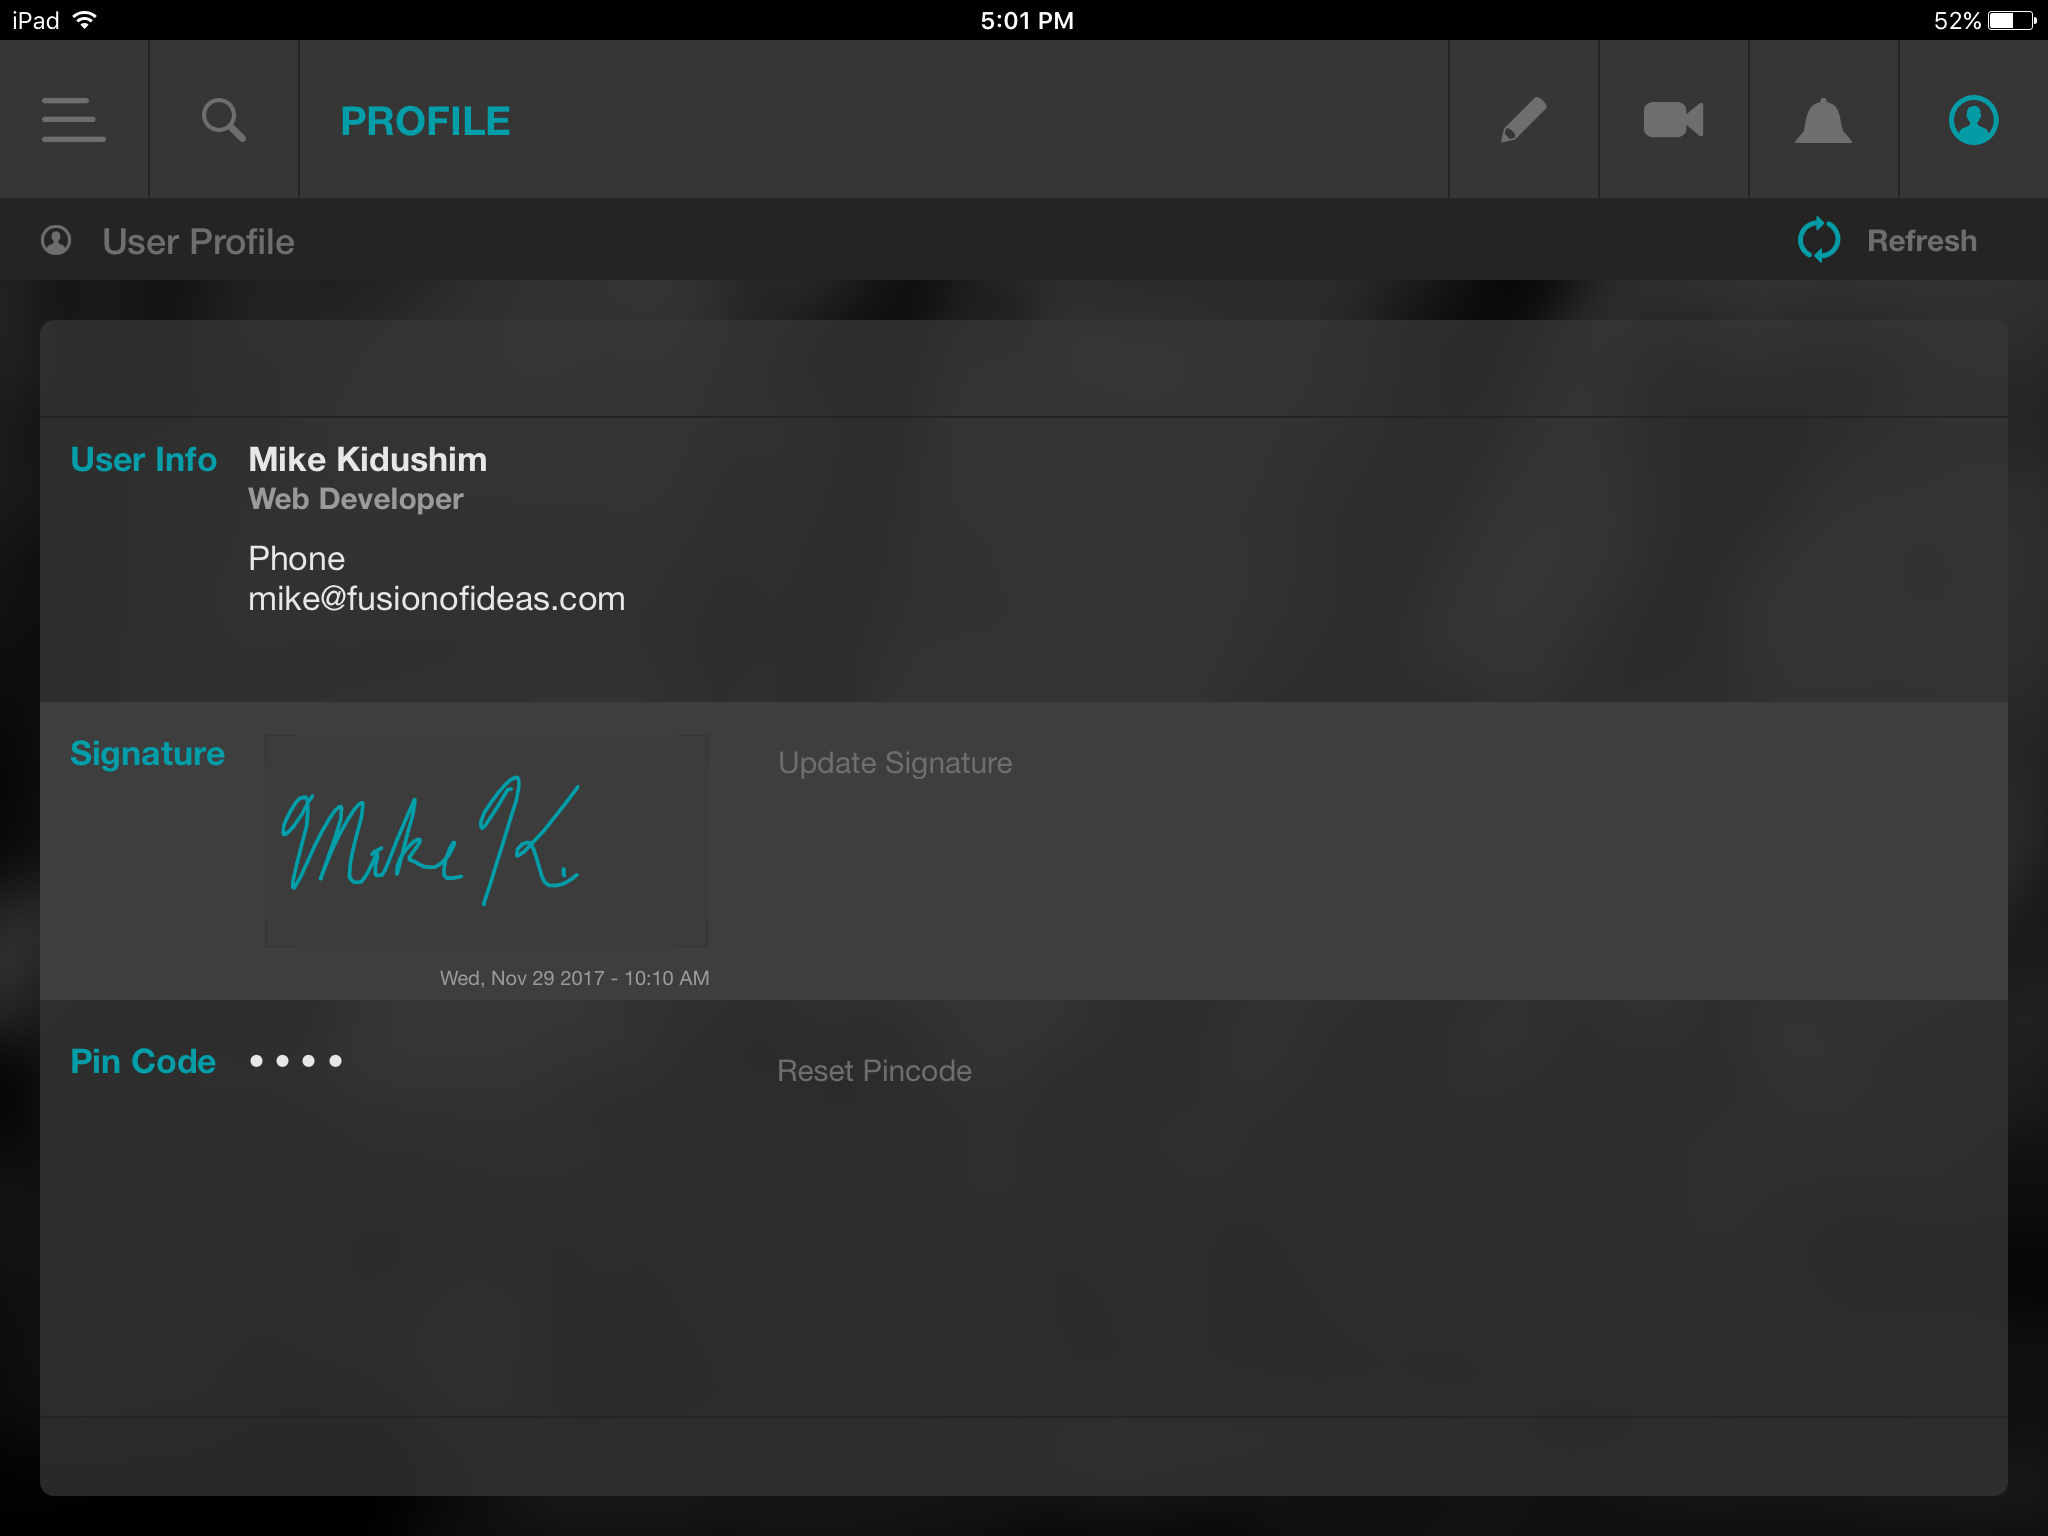 iPad 5:01 PM 52%
PROFILE
User Profile Refresh
User Info Mike Kidushim
Web Developer
Phone
mike@fusionofideas.com
Signature Update Signature
Mike K.
Wed, Nov 29 2017 - 10:10 AM
Pin Code •••• Reset Pincode